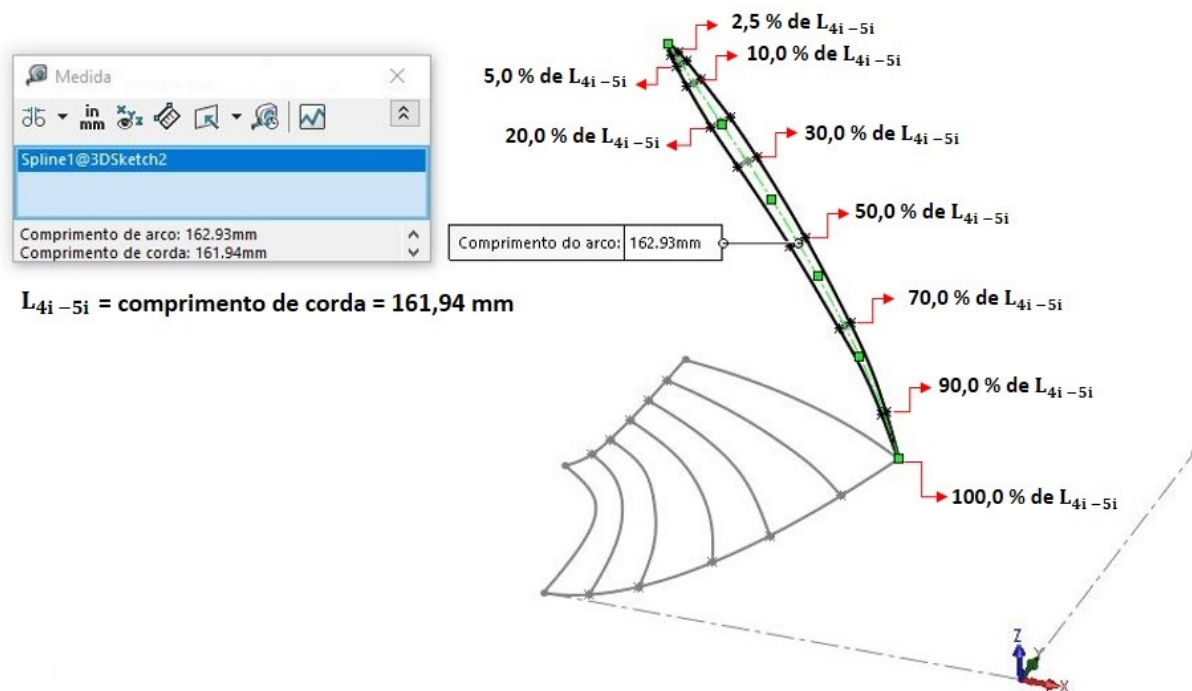 Medida
in
mm
XYZ
Spline1@3DSketch2
Comprimento de arco: 162.93mm
Comprimento de corda: 161.94mm
L4i – 5i = comprimento de corda = 161,94 mm
2,5 % de L4i – 5i
10,0 % de L4i – 5i
5,0 % de L4i – 5i
20,0 % de L4i – 5i
30,0 % de L4i – 5i
50,0 % de L4i – 5i
Comprimento do arco: 162.93mm
70,0 % de L4i – 5i
90,0 % de L4i – 5i
100,0 % de L4i – 5i
Z
Y
X